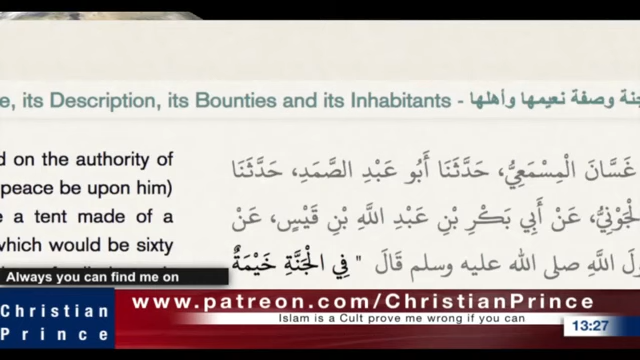 e, its Description, its Bounties and its Inhabitants - نة وصفة نعيمها وأهلها
d on the authority of
peace be upon him)
e a tent made of a
which would be sixty
غَسَّانَ الْمِسْمَعِيُّ، حَدَّثَنَا أَبُو عَبْدِ الصَّمَدِ، حَدَّثَنَا
الْجَوْنِيُّ، عَنْ أَبِي بَكْرِ بْنِ عَبْدِ اللَّهِ بْنِ قَيْسٍ، عَنْ
ولَ اللَّهِ صلى الله عليه وسلم قَالَ " فِي الْجَنَّةِ خَيْمَةٌ
Always you can find me on
www.patreon.com/ChristianPrince
Islam is a Cult prove me wrong if you can
Christian
Prince
13:27